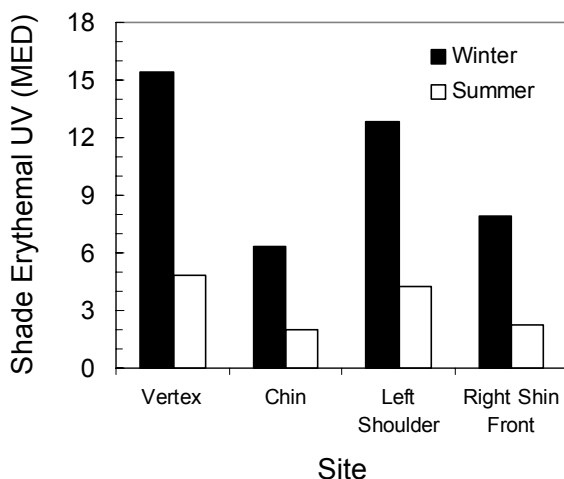 Shade Erythemal UV (MED)
18
15
12
9
6
3
0
Winter
Summer
Vertex
Chin
Left
Shoulder
Right Shin
Front
Site